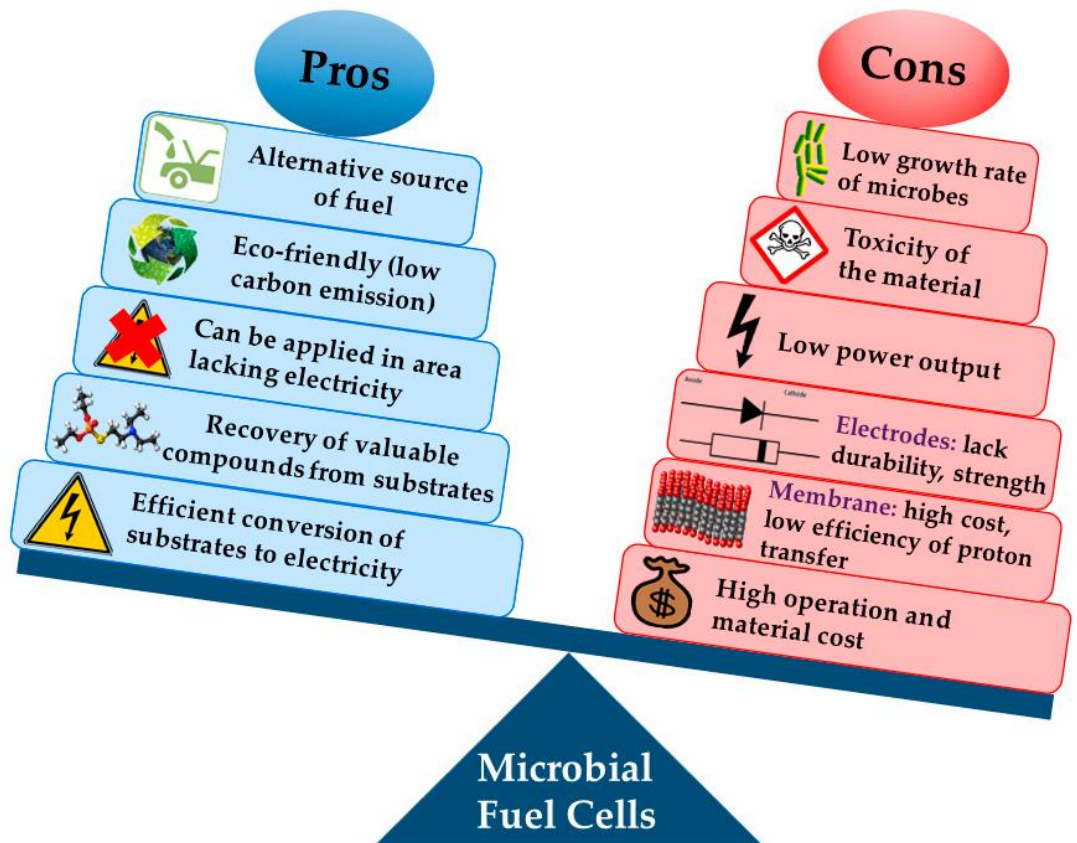 Pros
Alternative source
of fuel
Eco-friendly (low
carbon emission)
Can be applied in area
lacking electricity
Recovery of valuable
compounds from substrates
Efficient conversion of
substrates to electricity
Cons
Low growth rate
of microbes
Toxicity of
the material
Low power output
Anode
Cathode
Electrodes: lack
durability, strength
Membrane: high cost,
low efficiency of proton
transfer
$
High operation and
material cost
Microbial
Fuel Cells